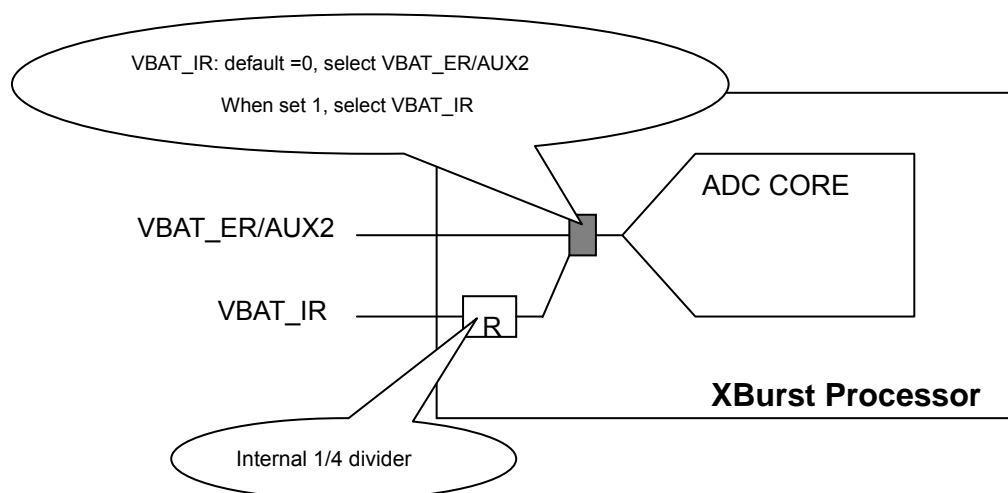 VBAT_IR: default =0, select VBAT_ER/AUX2
When set 1, select VBAT_IR
ADC CORE
VBAT_ER/AUX2
VBAT_IR
R
XBurst Processor
Internal 1/4 divider